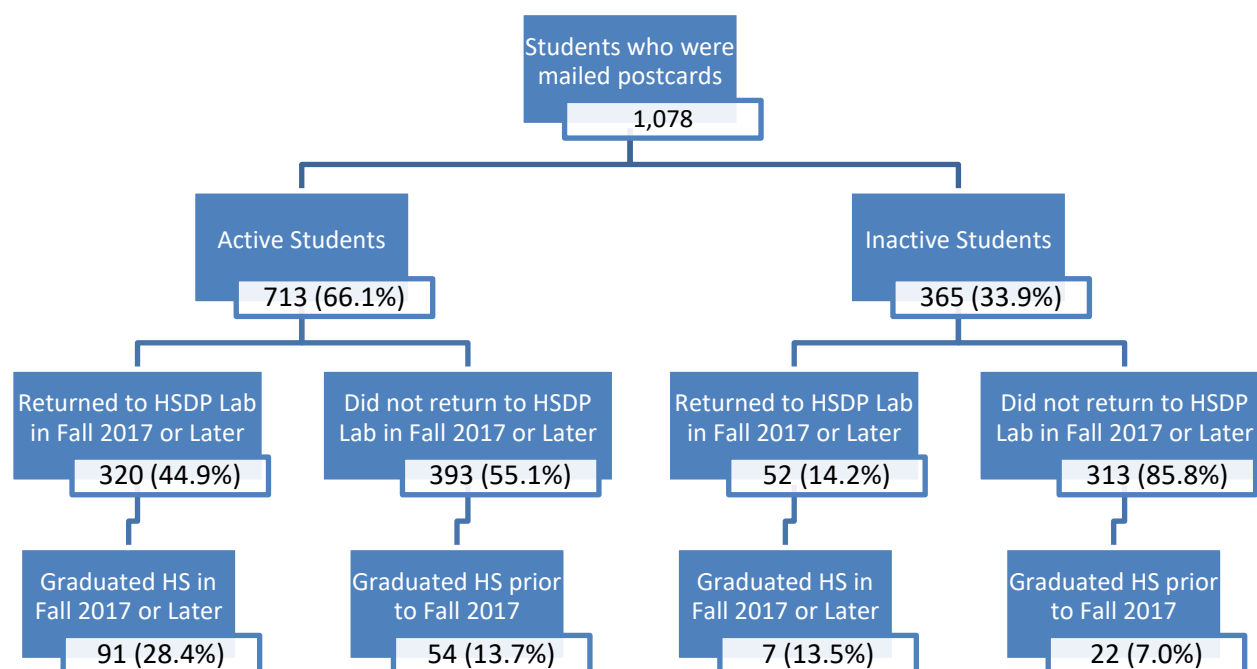 Students who were
mailed postcards
1,078
Active Students
713 (66.1%)
Inactive Students
365 (33.9%)
Returned to HSDP Lab
in Fall 2017 or Later
320 (44.9%)
Did not return to HSDP
Lab in Fall 2017 or Later
393 (55.1%)
Returned to HSDP Lab
in Fall 2017 or Later
52 (14.2%)
Did not return to HSDP
Lab in Fall 2017 or Later
313 (85.8%)
Graduated HS in
Fall 2017 or Later
91 (28.4%)
Graduated HS prior
to Fall 2017
54 (13.7%)
Graduated HS in
Fall 2017 or Later
7 (13.5%)
Graduated HS prior
to Fall 2017
22 (7.0%)